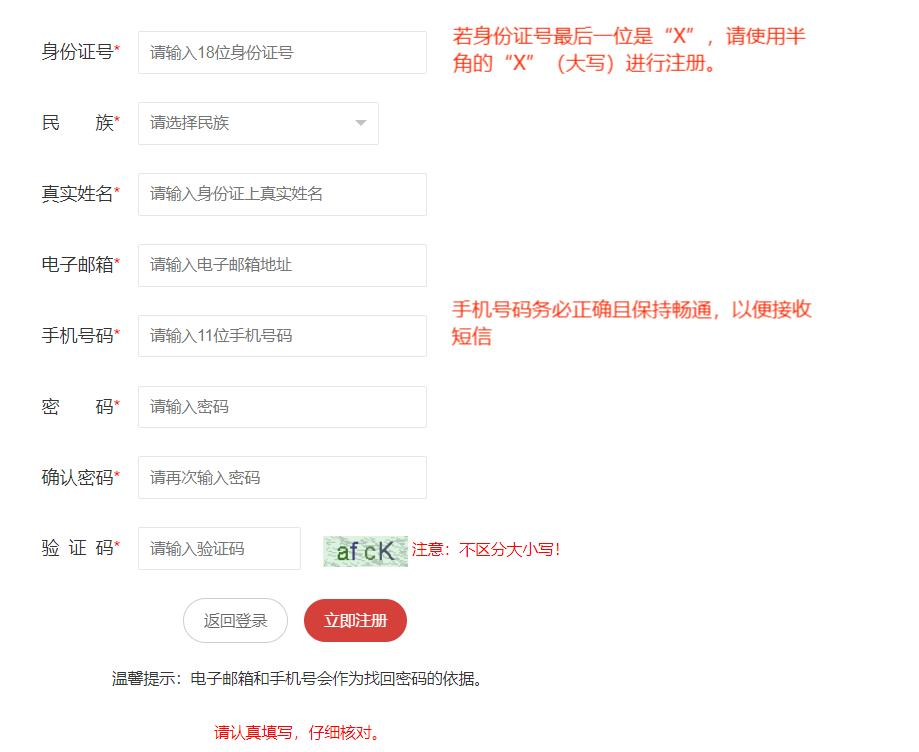 身份证号* 请输入18位身份证号
若身份证号最后一位是“X”，请使用半
角的“X”（大写）进行注册。
民 族* 请选择民族
真实姓名* 请输入身份证上真实姓名
电子邮箱* 请输入电子邮箱地址
手机号码* 请输入11位手机号码
手机号码务必正确且保持畅通，以便接收
短信
密 码* 请输入密码
确认密码* 请再次输入密码
验 证 码* 请输入验证码 afcK 注意：不区分大小写！
返回登录 立即注册
温馨提示：电子邮箱和手机号会作为找回密码的依据。
请认真填写，仔细核对。